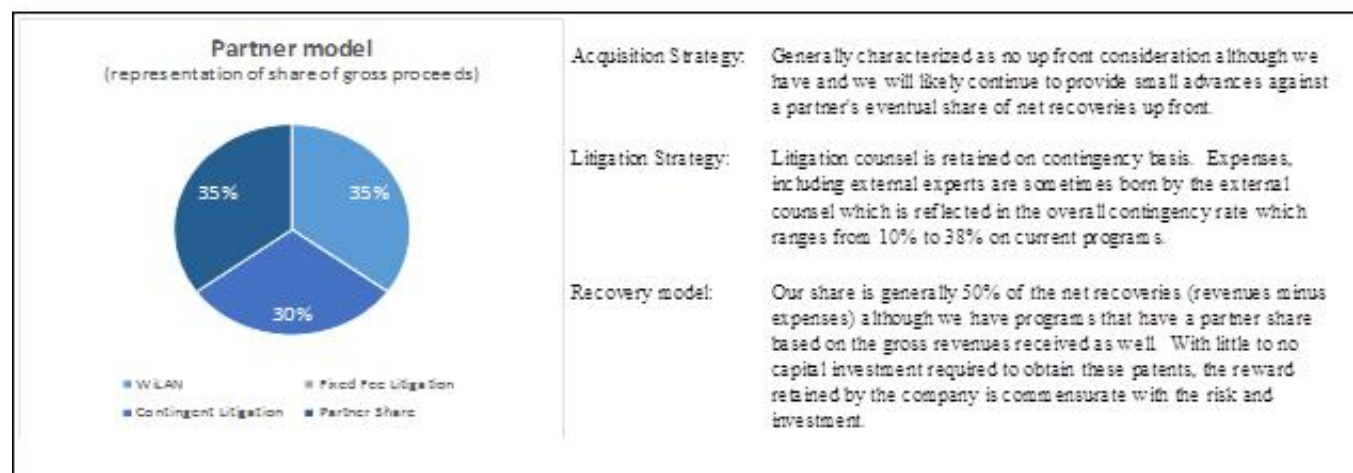 Partner model
(representation of share of gross proceeds)
35%
35%
30%
WiLAN
Fixed Fee Litigation
Contingent Litigation
Partner Share
Acquisition Strategy:
Generally characterized as no up front consideration although we
have and we will likely continue to provide small advances against
a partner's eventual share of net recoveries up front.
Litigation Strategy:
Litigation counsel is retained on contingency basis. Expenses,
including external experts are sometimes born by the external
counsel which is reflected in the overall contingency rate which
ranges from 10% to 38% on current programs.
Recovery model:
Our share is generally 50% of the net recoveries (revenues minus
expenses) although we have programs that have a partner share
based on the gross revenues received as well. With little to no
capital investment required to obtain these patents, the reward
retained by the company is commensurate with the risk and
investment.